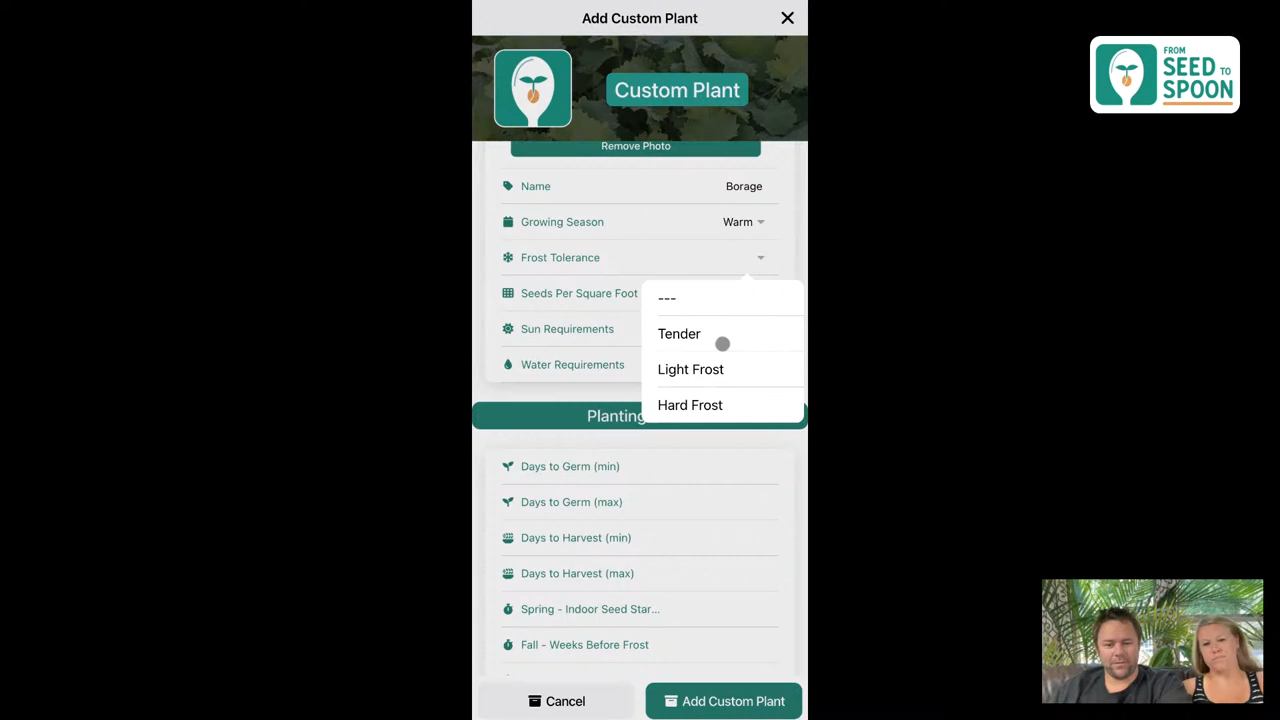 Add Custom Plant
FROM
SEED TO
SPOON
Custom Plant
Remove Photo
Name Borage
Growing Season Warm
Frost Tolerance
---
Seeds Per Square Foot
Tender
Sun Requirements
Light Frost
Water Requirements
Hard Frost
Planting
Days to Germ (min)
Days to Germ (max)
Days to Harvest (min)
Days to Harvest (max)
Spring - Indoor Seed Star...
Fall - Weeks Before Frost
Cancel
Add Custom Plant